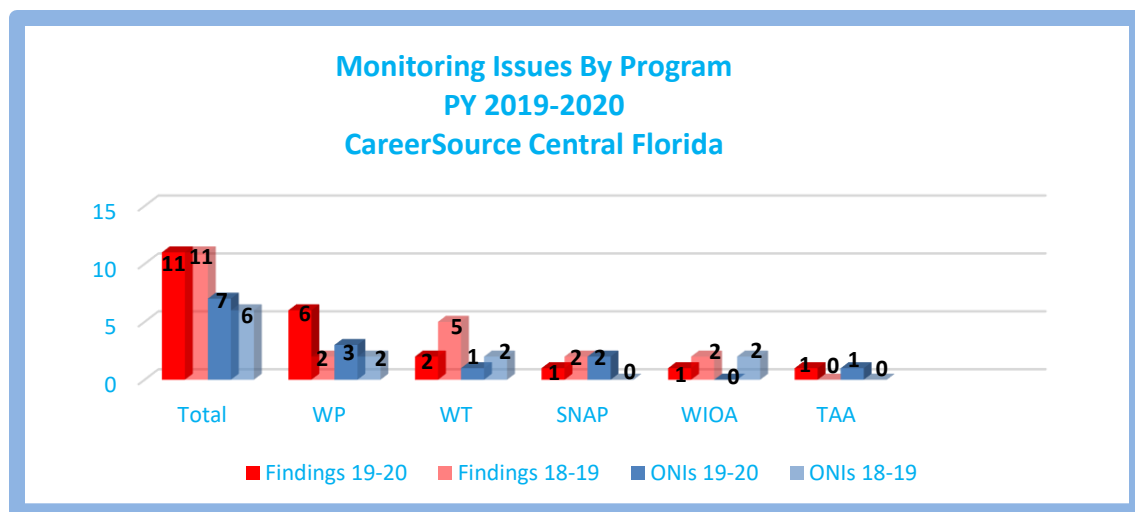 Monitoring Issues By Program
PY 2019-2020
CareerSource Central Florida
15
10
5
0
11 11 7 6
6 2 3 2
2 5 1 2
1 2 2 0
1 2 0 2
1 0 1 0
Total WP WT SNAP WIOA TAA
Findings 19-20 Findings 18-19 ONIs 19-20 ONIs 18-19